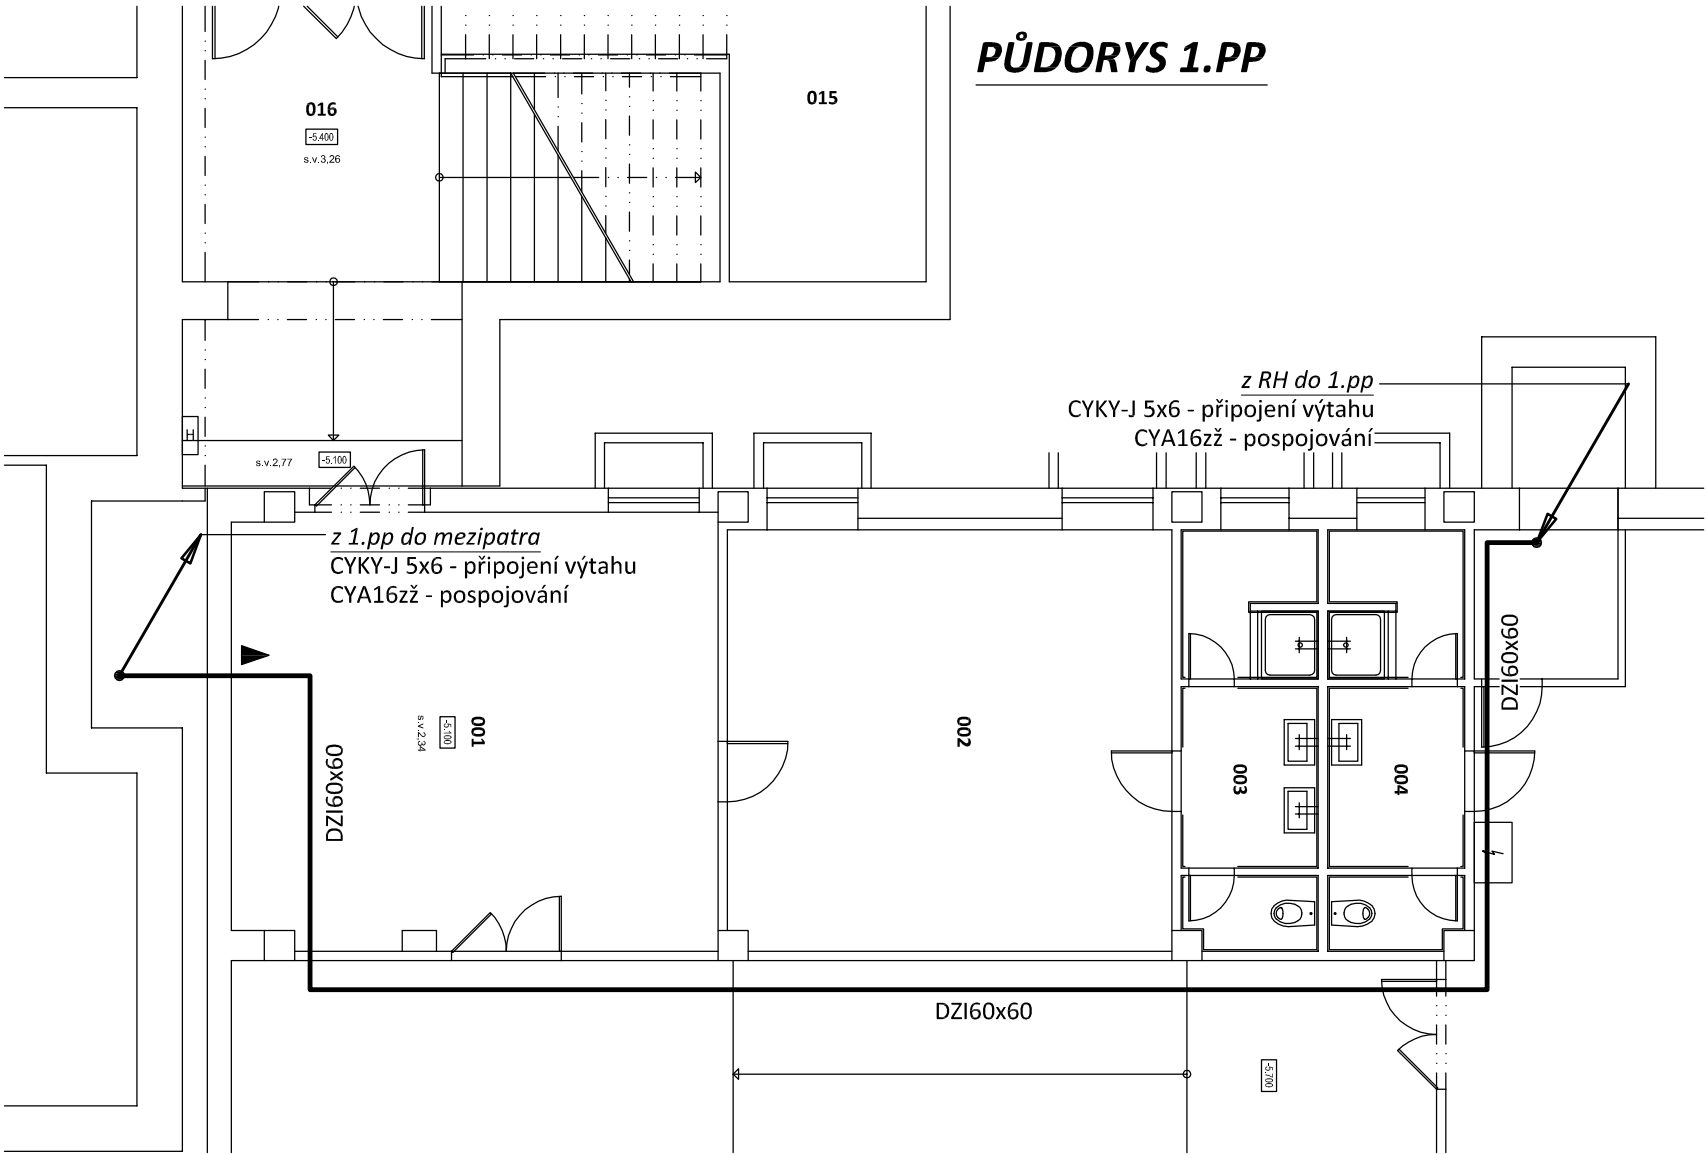 PŮDORYS 1.PP
016
-5.400
s.v.3,26
015
z RH do 1.pp
CYKY-J 5x6 - připojení výtahu
CYA16zž - pospojování
H
s.v.2,77
-5.100
z 1.pp do mezipatra
CYKY-J 5x6 - připojení výtahu
CYA16zž - pospojování
DZI60x60
001
-5.100
s.v.2,34
002
003
004
DZI60x60
DZI60x60
-5.700